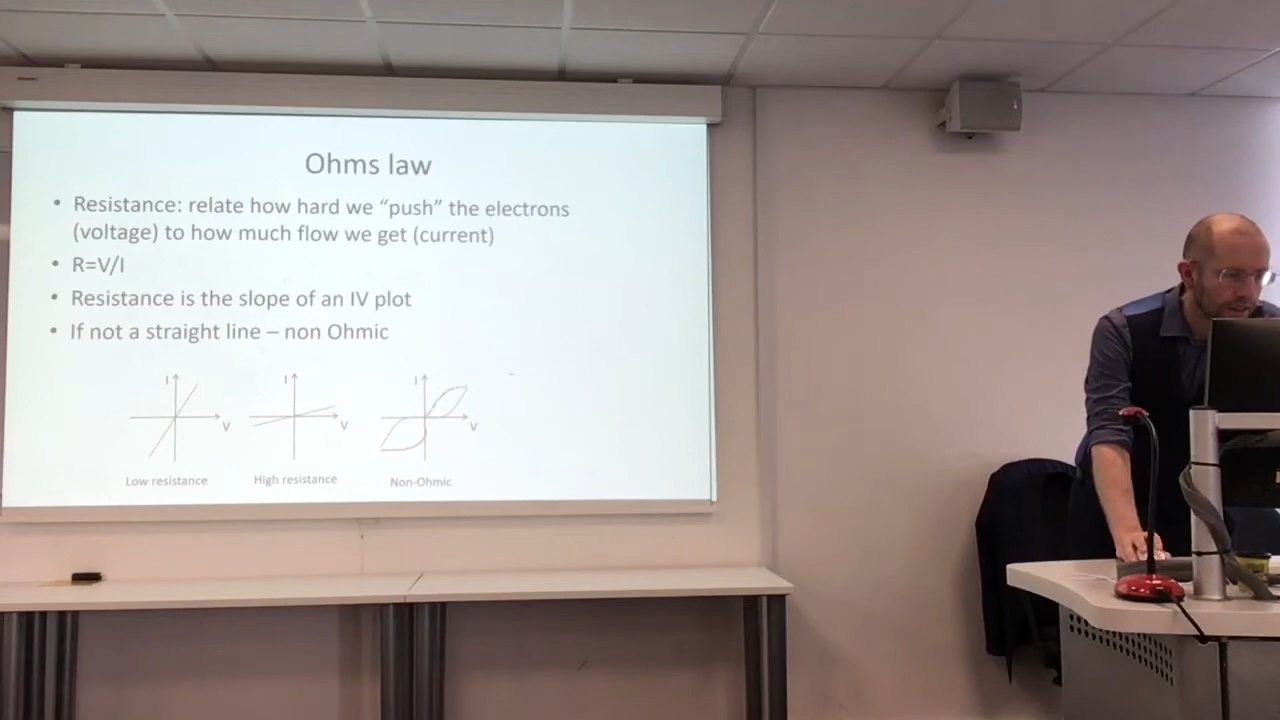 Ohms law
• Resistance: relate how hard we “push” the electrons
(voltage) to how much flow we get (current)
• R=V/I
• Resistance is the slope of an IV plot
• If not a straight line – non Ohmic
I
V
Low resistance
I
V
High resistance
I
V
Non-Ohmic